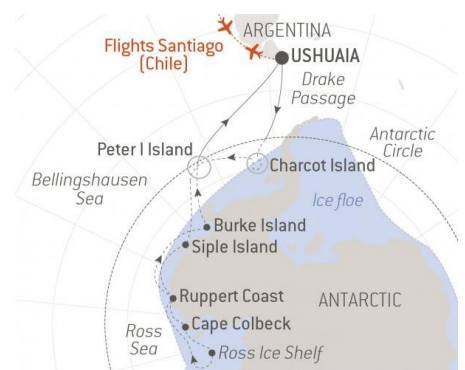 ARGENTINA
Flights Santiago
(Chile)
USHUAIA
Drake
Passage
Peter I Island
Antarctic
Circle
Charcot Island
Bellingshausen
Sea
Ice floe
Burke Island
Siple Island
Ruppert Coast
ANTARCTIC
Cape Colbeck
Ross
Sea
Ross Ice Shelf